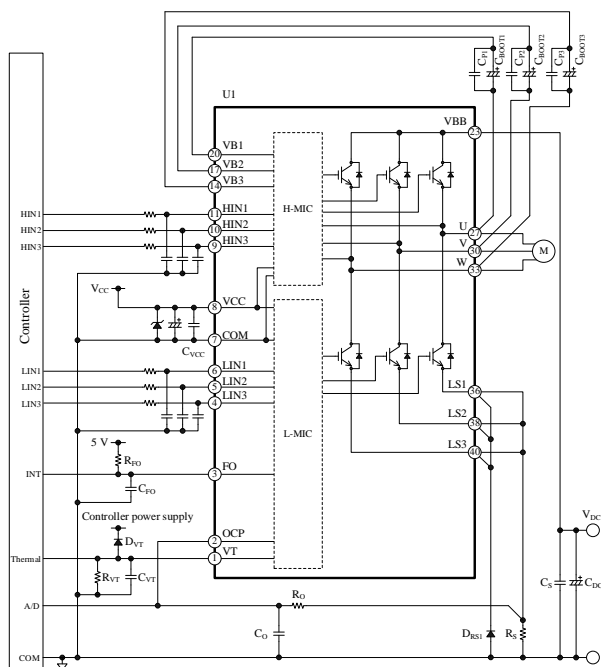 C_P1
C_BOOT1
C_P2
C_BOOT2
C_P3
C_BOOT3
U1
VBB
23
20
VB1
17
VB2
14
VB3
H-MIC
HIN1
11
HIN1
HIN2
10
HIN2
HIN3
9
HIN3
U
27
V
30
W
33
M
Controller
V_CC
8
VCC
7
COM
C_VCC
LIN1
6
LIN1
LIN2
5
LIN2
LIN3
4
LIN3
L-MIC
LS1
36
LS2
38
LS3
40
5 V
R_FO
INT
3
FO
C_FO
Controller power supply
D_VT
2
OCP
Thermal
1
VT
R_VT
C_VT
V_DC
C_S
C_DC
A/D
R_O
C_O
D_RS1
R_S
COM